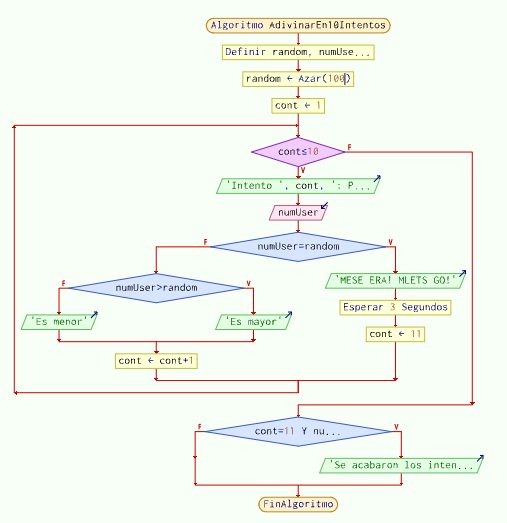 Algoritmo AdivinarEn10Intentos
Definir random, numUse...
random ← Azar(100)
cont ← 1
cont≤10
F
V
'Intento ', cont, ': P...
numUser
numUser=random
F
V
numUser>random
F
V
'MESE ERA! MLETS GO!'
Esperar 3 Segundos
cont ← 11
'Es menor'
'Es mayor'
cont ← cont+1
cont=11 Y nu...
F
V
'Se acabaron los inten...
FinAlgoritmo